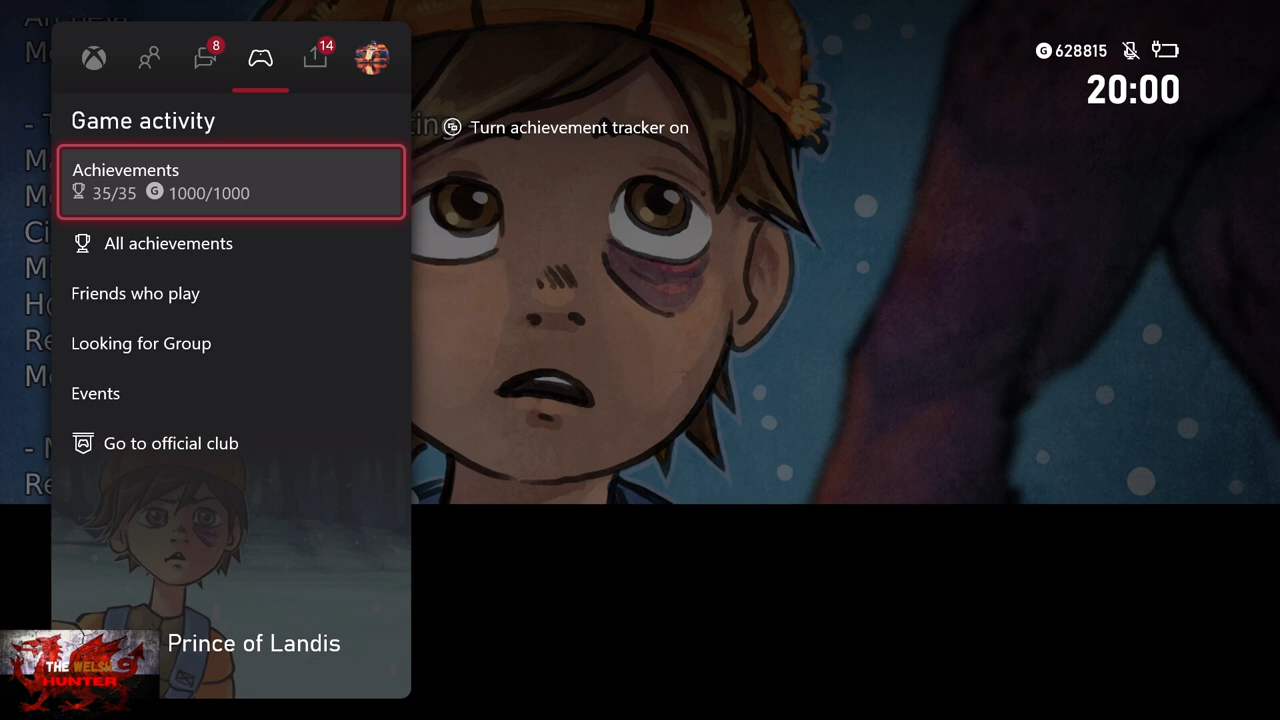 8
14
G 628815
20:00
Game activity
Turn achievement tracker on
Achievements
35/35 G 1000/1000
All achievements
Friends who play
Looking for Group
Events
Go to official club
Prince of Landis
THE WELSH
HUNTER